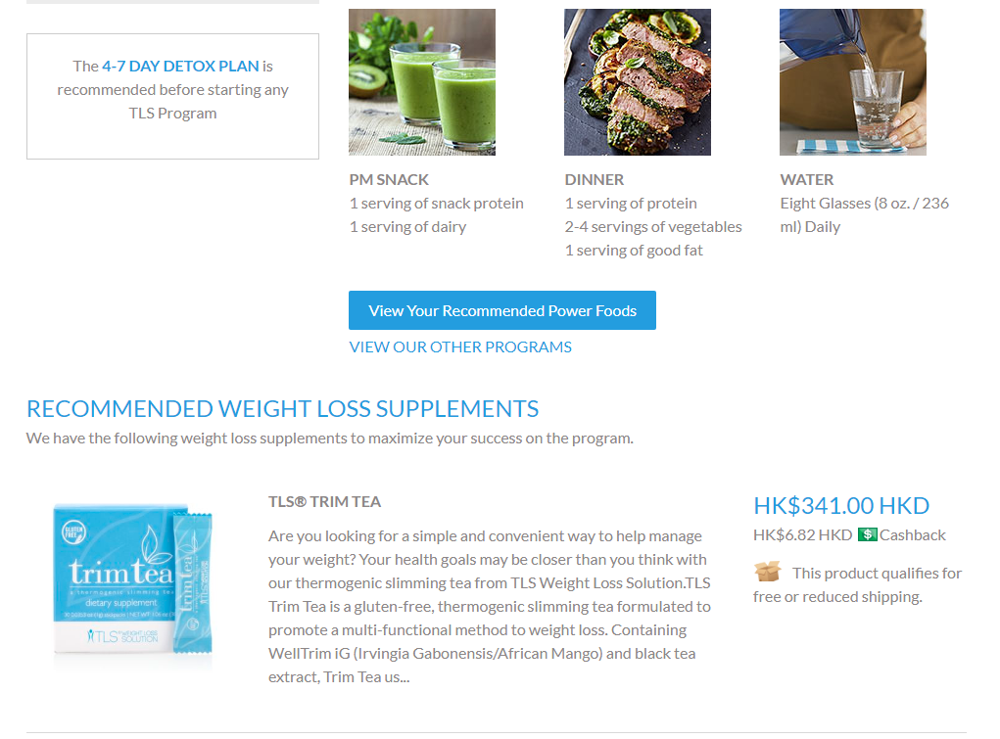 The 4-7 DAY DETOX PLAN is
recommended before starting any
TLS Program
PM SNACK
1 serving of snack protein
1 serving of dairy
DINNER
1 serving of protein
2-4 servings of vegetables
1 serving of good fat
WATER
Eight Glasses (8 oz. / 236
ml) Daily
View Your Recommended Power Foods
VIEW OUR OTHER PROGRAMS
RECOMMENDED WEIGHT LOSS SUPPLEMENTS
We have the following weight loss supplements to maximize your success on the program.
GLUTEN
FREE
trim tea
a thermogenic slimming tea
dietary supplement
TLS® WEIGHT LOSS
SOLUTION
trim tea
TLS® TRIM TEA
Are you looking for a simple and convenient way to help manage
your weight? Your health goals may be closer than you think with
our thermogenic slimming tea from TLS Weight Loss Solution.TLS
Trim Tea is a gluten-free, thermogenic slimming tea formulated to
promote a multi-functional method to weight loss. Containing
WellTrim iG (Irvingia Gabonensis/African Mango) and black tea
extract, Trim Tea us...
HK$341.00 HKD
HK$6.82 HKD Cashback
This product qualifies for
free or reduced shipping.